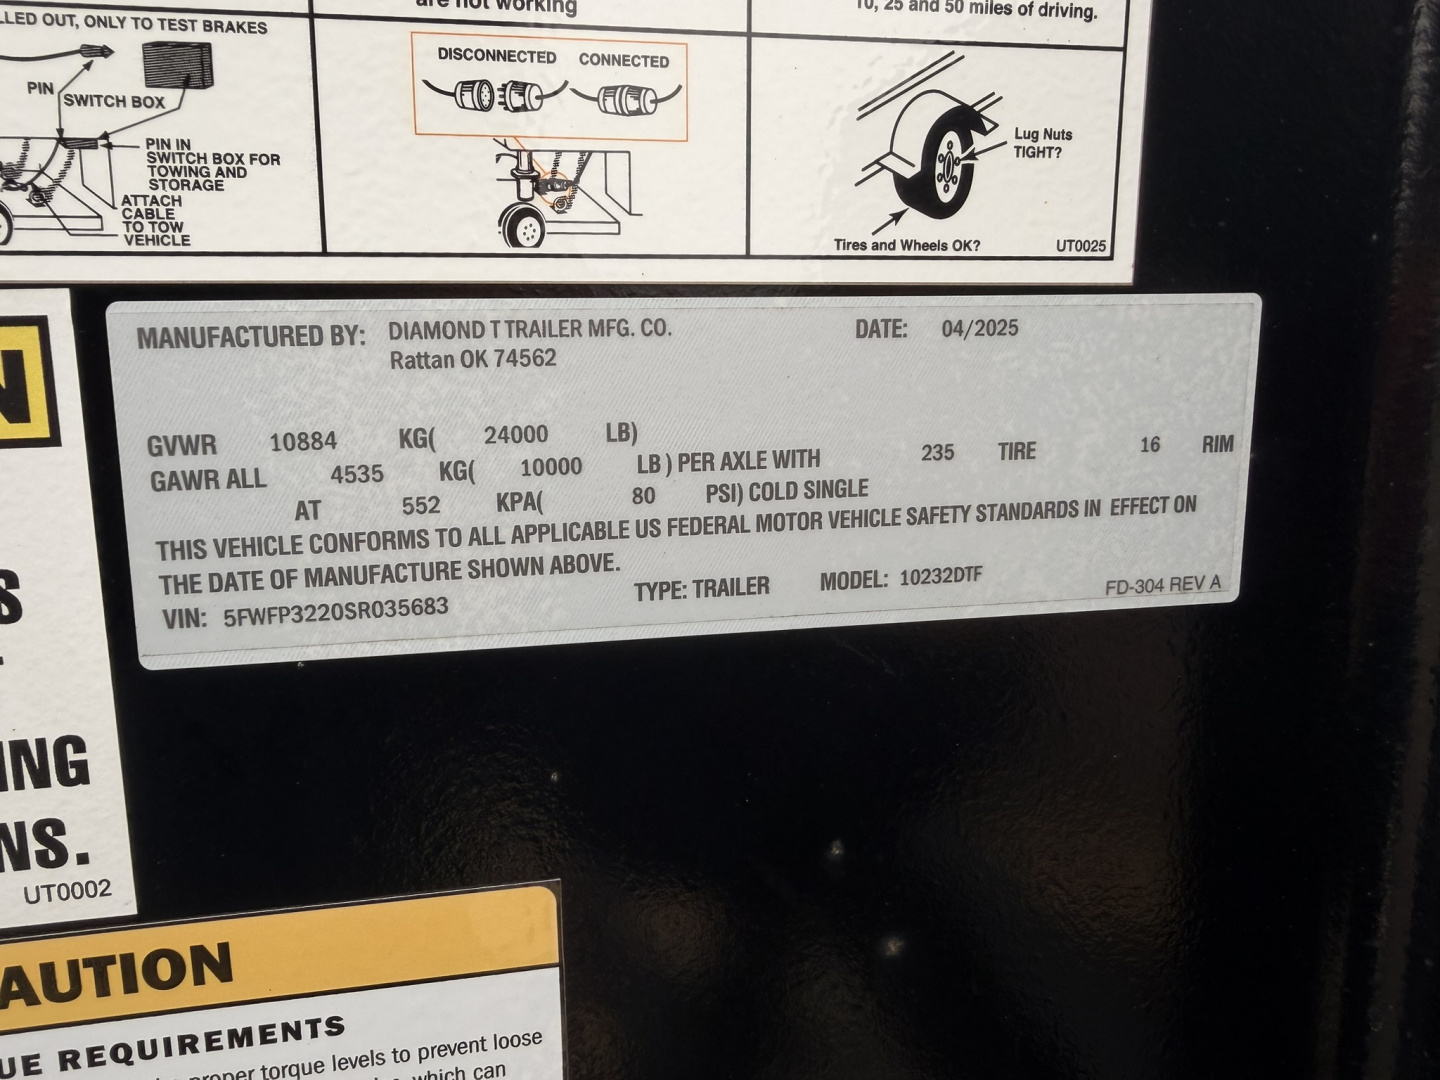 are not working
10, 25 and 50 miles of driving.
LLED OUT, ONLY TO TEST BRAKES
PIN
SWITCH BOX
PIN IN
SWITCH BOX FOR
TOWING AND
STORAGE
ATTACH
CABLE
TO TOW
VEHICLE
DISCONNECTED CONNECTED
Lug Nuts
TIGHT?
Tires and Wheels OK?
UT0025
MANUFACTURED BY: DIAMOND T TRAILER MFG. CO. DATE: 04/2025
Rattan OK 74562
GVWR 10884 KG( 24000 LB)
GAWR ALL 4535 KG( 10000 LB ) PER AXLE WITH 235 TIRE 16 RIM
AT 552 KPA( 80 PSI) COLD SINGLE
THIS VEHICLE CONFORMS TO ALL APPLICABLE US FEDERAL MOTOR VEHICLE SAFETY STANDARDS IN EFFECT ON
THE DATE OF MANUFACTURE SHOWN ABOVE.
VIN: 5FWFP3220SR035683 TYPE: TRAILER MODEL: 10232DTF FD-304 REV A
N
S
ING
NS.
UT0002
AUTION
UE REQUIREMENTS
proper torque levels to prevent loose
which can